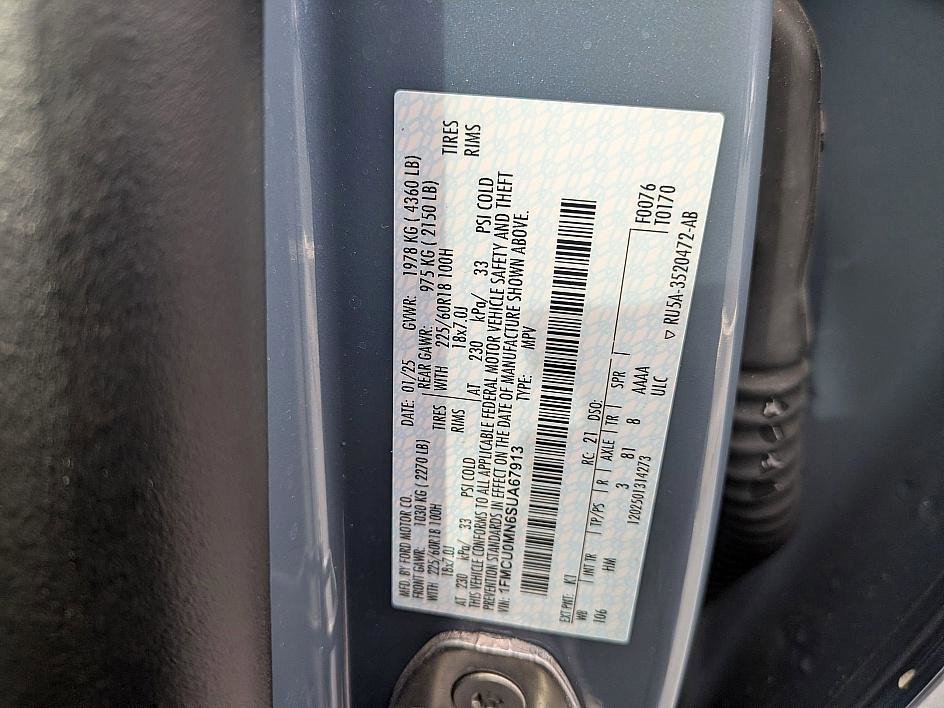 MFD. BY FORD MOTOR CO.
DATE: 01/25 GVWR: 1978 KG ( 4360 LB)
FRONT GAWR: 1030 KG ( 2270 LB) REAR GAWR: 975 KG ( 2150 LB)
WITH 225/60R18 100H TIRES WITH 225/60R18 100H TIRES
18x7.0J RIMS 18x7.0J RIMS
AT 230 kPa/ 33 PSI COLD AT 230 kPa/ 33 PSI COLD
THIS VEHICLE CONFORMS TO ALL APPLICABLE FEDERAL MOTOR VEHICLE SAFETY AND THEFT
PREVENTION STANDARDS IN EFFECT ON THE DATE OF MANUFACTURE SHOWN ABOVE.
VIN: 1FMCU0MN6SUA67913 TYPE: MPV
EXT PNT: K1 RC: 21 DSO: F0076
WB INT TR TP/PS R AXLE TR SPR T0170
106 HM 3 81 8 AAAA
1202501314273 ULC
▽ RU5A-3520472-AB